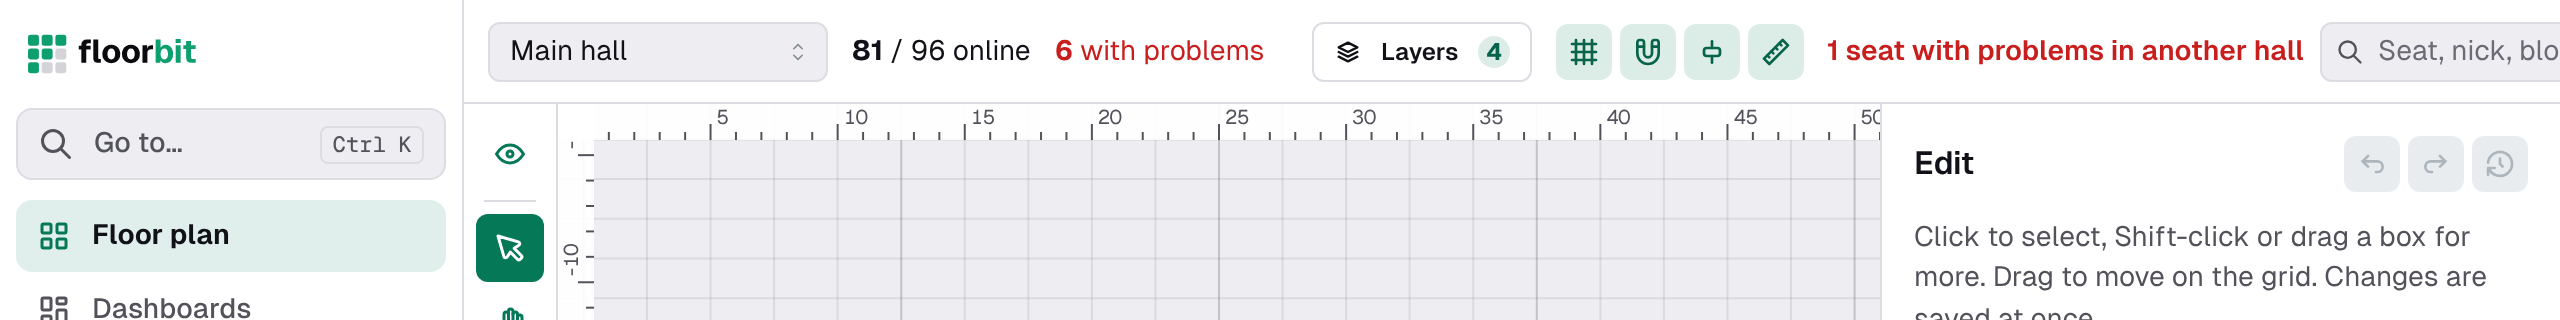 floorbit
Main hall
81 / 96 online
6 with problems
Layers 4
1 seat with problems in another hall
Seat, nick, blo
Go to...
Ctrl K
Floor plan
Dashboards
5 10 15 20 25 30 35 40 45 50
-10
Edit
Click to select, Shift-click or drag a box for
more. Drag to move on the grid. Changes are
saved at once.